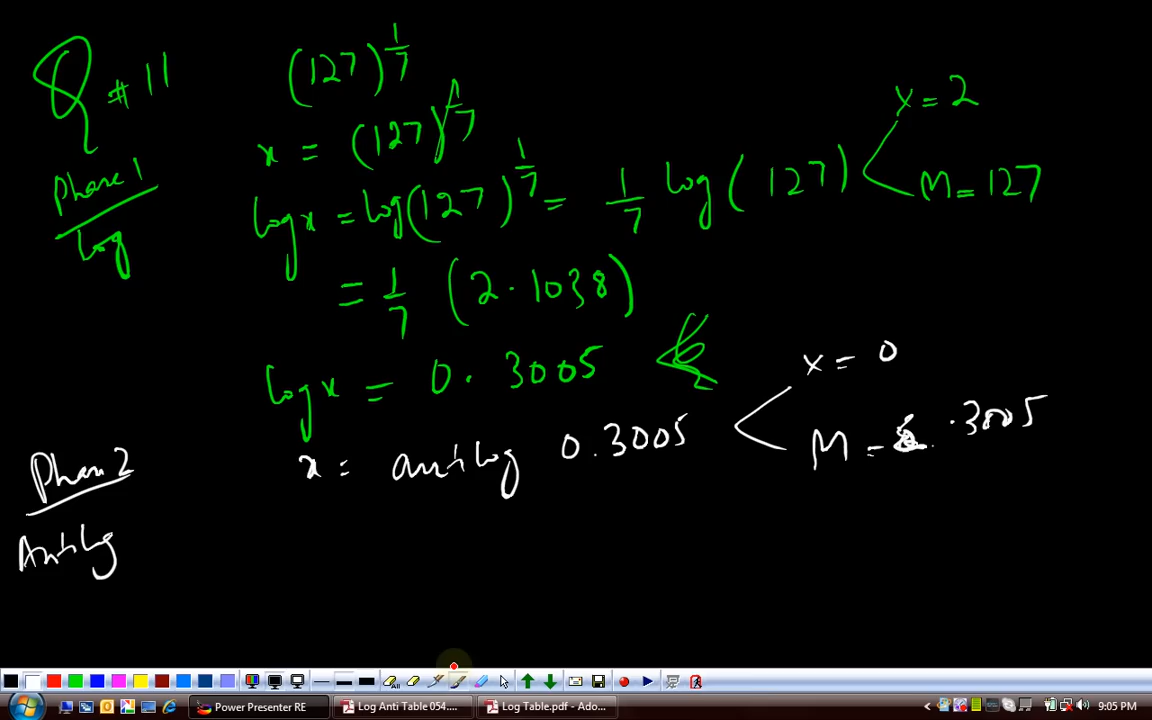 Q # 11
(127)^1/7
x = (127)^1/7
x = 2
Phase 1
log x = log(127)^1/7 = 1/7 log(127)
M = 127
Log
= 1/7 (2.1038)
log x = 0.3005
x = 0
x = antilog 0.3005
M = .3005
Phase 2
Antilog
Power Presenter RE
Log Anti Table 054....
Log Table.pdf - Ado...
9:05 PM